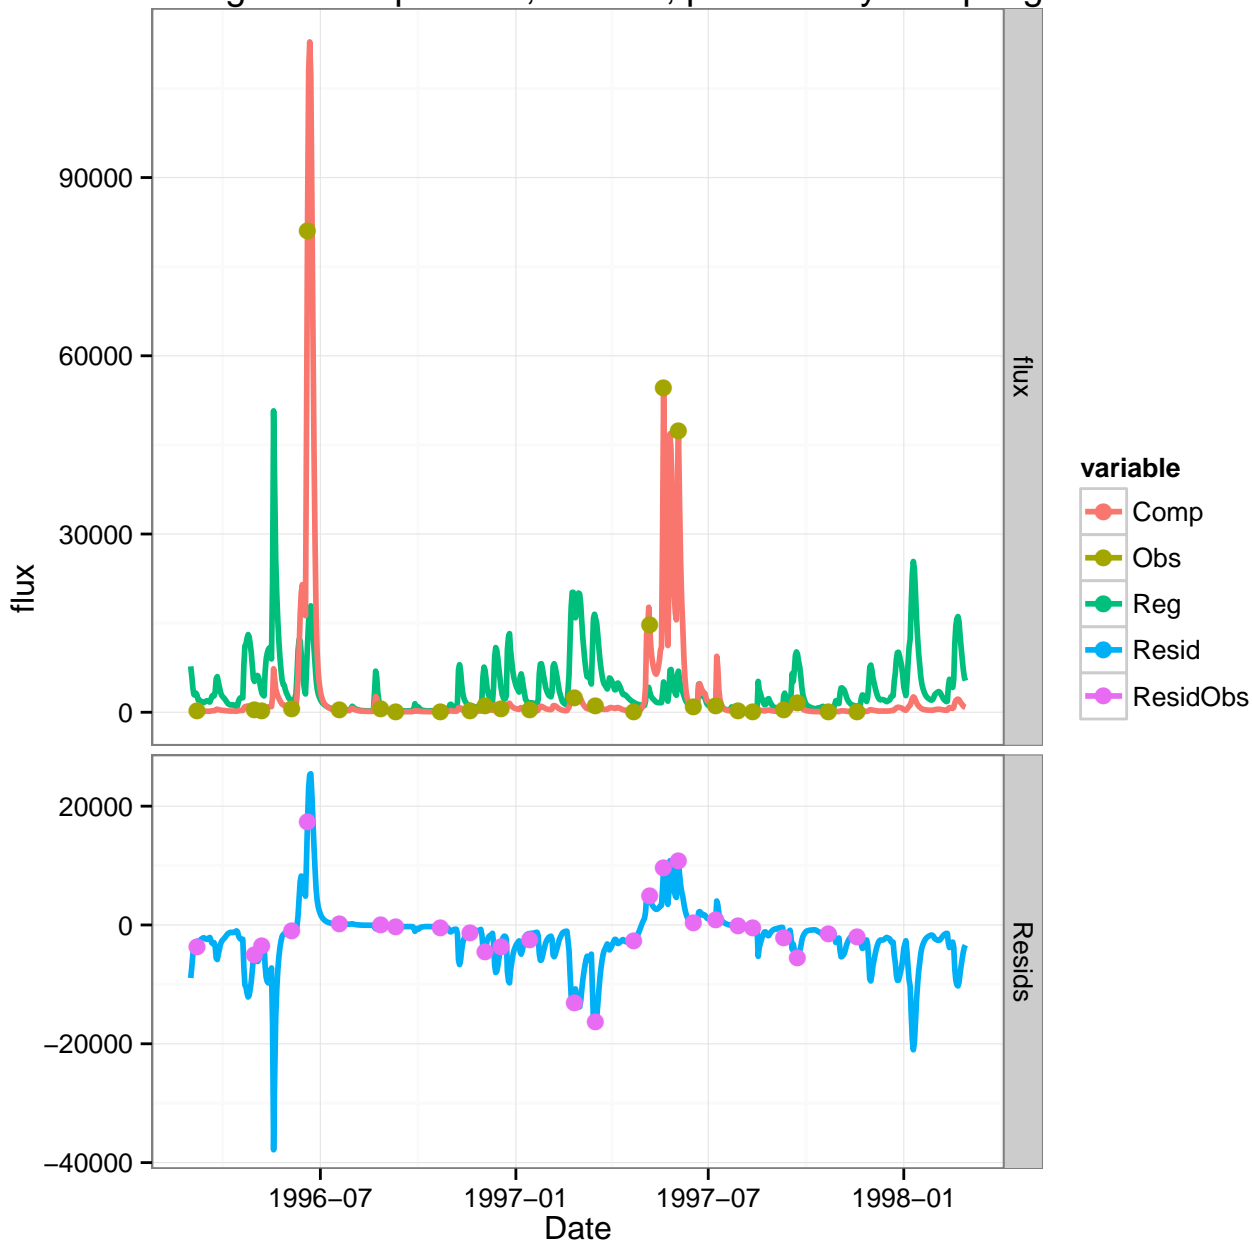 90000
60000
30000
0
flux
flux
20000
0
−20000
−40000
Resids
1996−07
1997−01
1997−07
1998−01
Date
variable
Comp
Obs
Reg
Resid
ResidObs